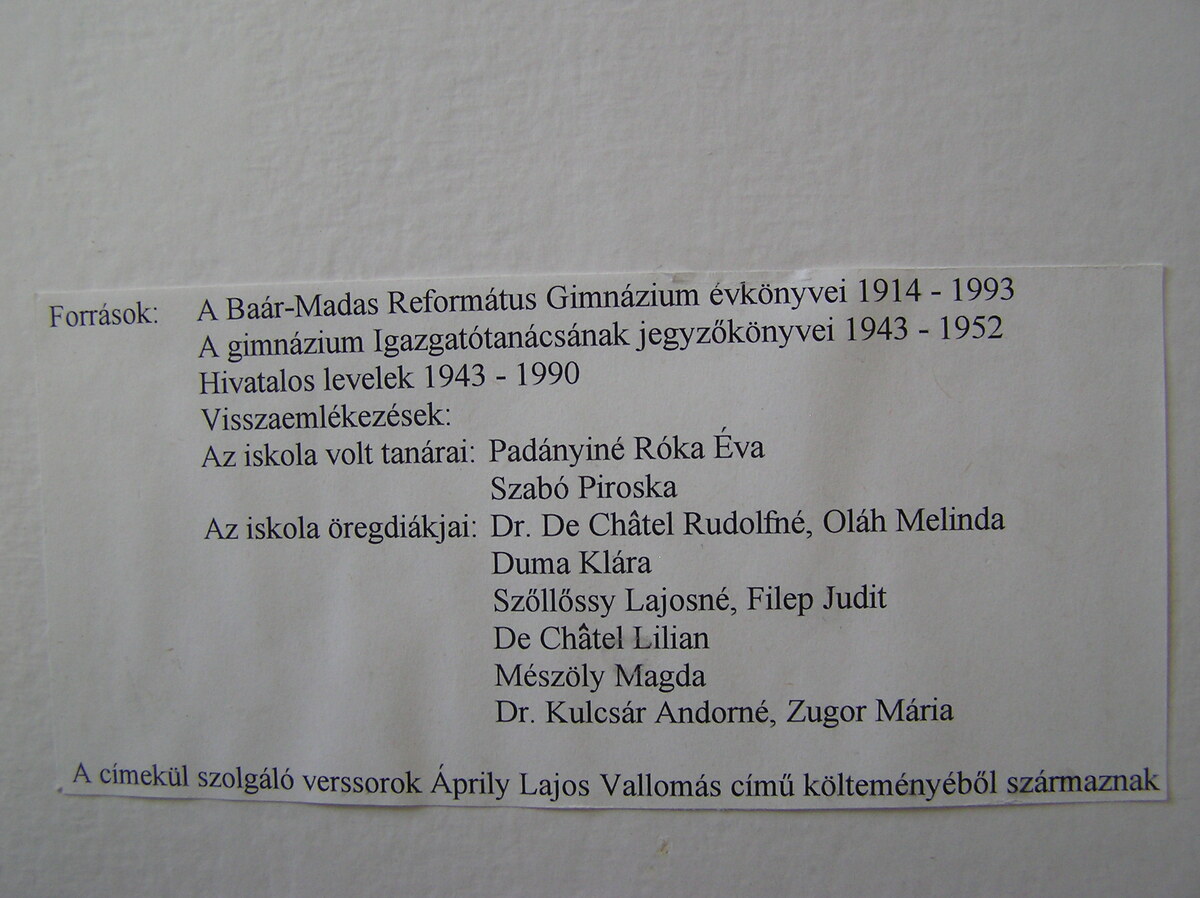 Források: A Baár-Madas Református Gimnázium évkönyvei 1914 - 1993
A gimnázium Igazgatótanácsának jegyzőkönyvei 1943 - 1952
Hivatalos levelek 1943 - 1990
Visszaemlékezések:
Az iskola volt tanárai: Padányiné Róka Éva
Szabó Piroska
Az iskola öregdiákjai: Dr. De Châtel Rudolfné, Oláh Melinda
Duma Klára
Szőllőssy Lajosné, Filep Judit
De Châtel Lilian
Mészöly Magda
Dr. Kulcsár Andorné, Zugor Mária
A címekül szolgáló verssorok Áprily Lajos Vallomás című költeményéből származnak